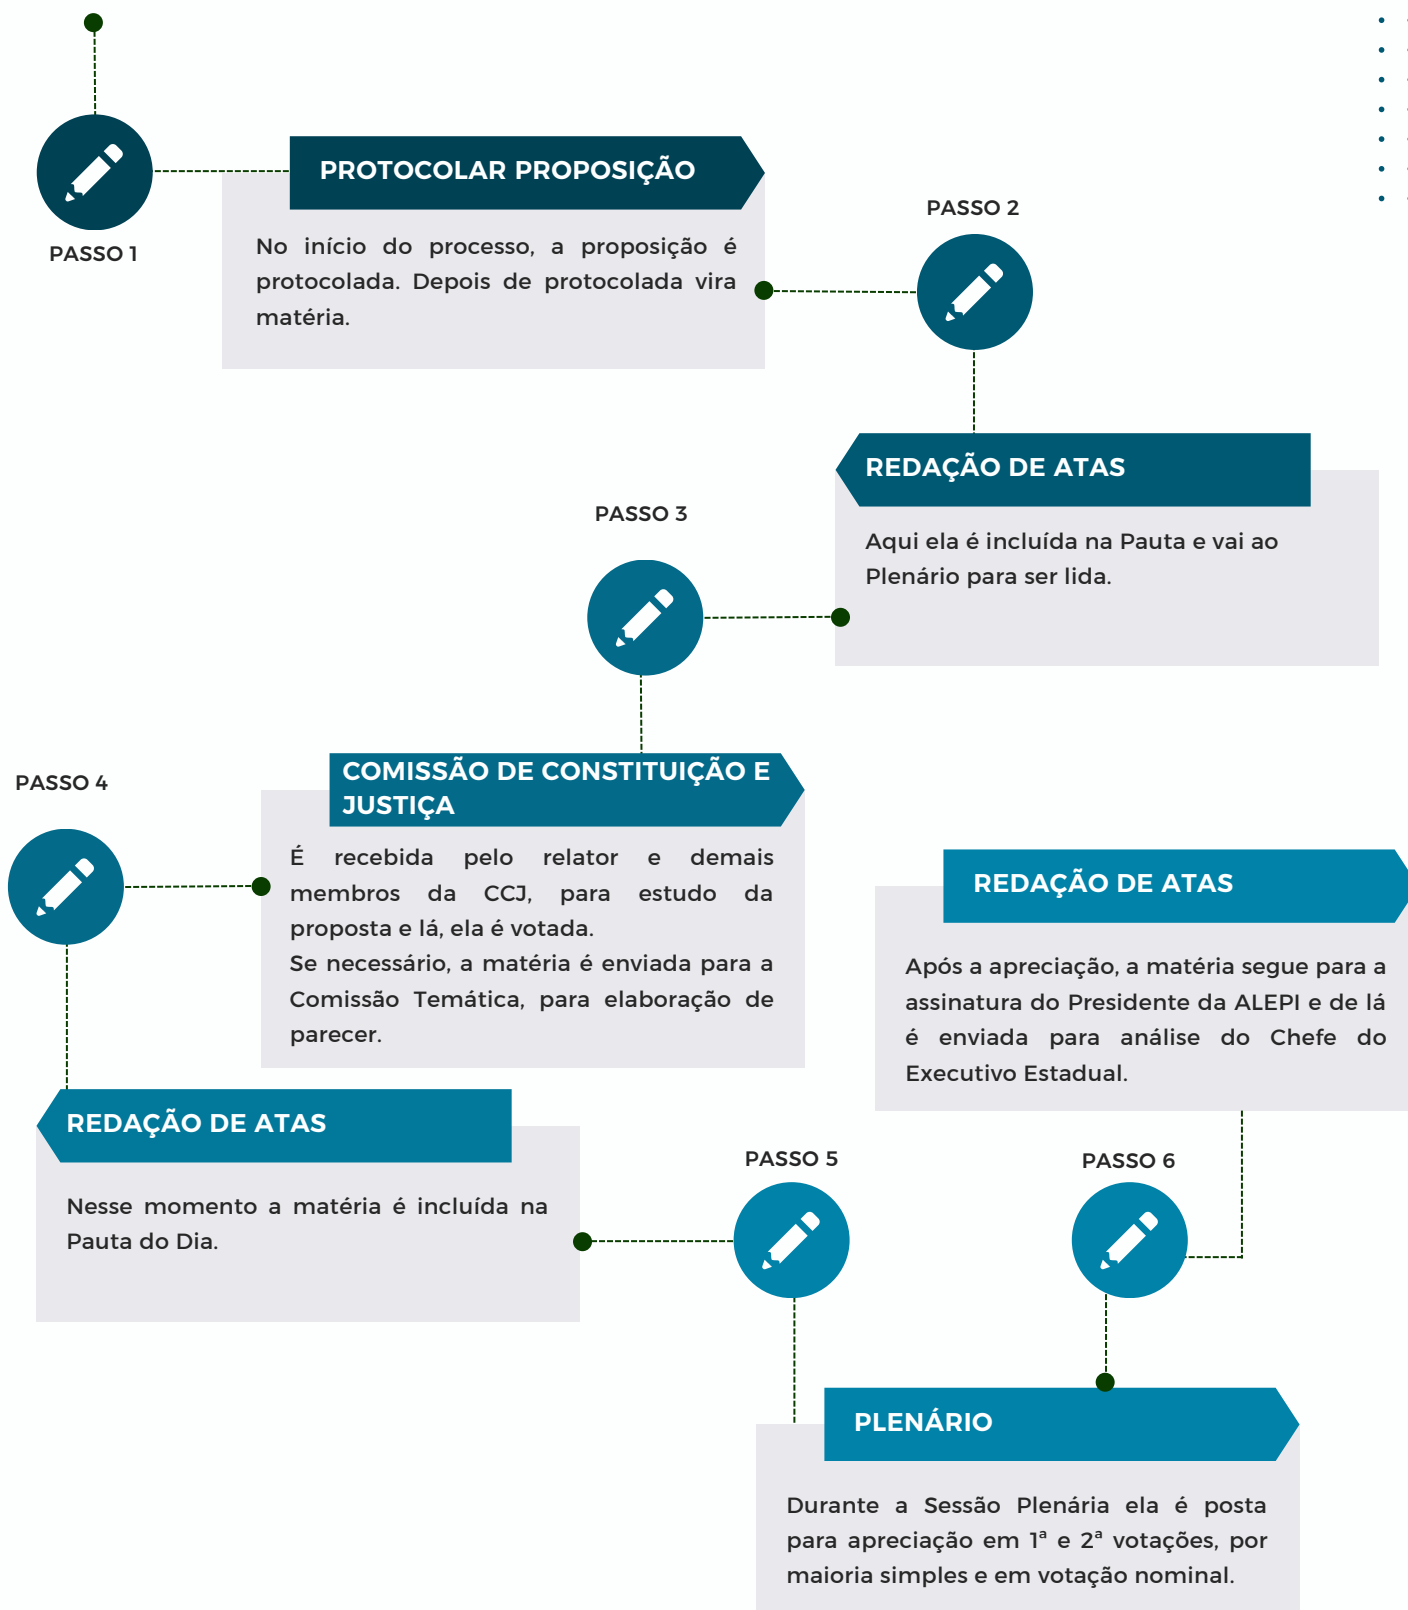 PASSO 1
PROTOCOLAR PROPOSIÇÃO
No início do processo, a proposição é
protocolada. Depois de protocolada vira
matéria.
PASSO 2
REDAÇÃO DE ATAS
Aqui ela é incluída na Pauta e vai ao
Plenário para ser lida.
PASSO 3
COMISSÃO DE CONSTITUIÇÃO E
JUSTIÇA
É recebida pelo relator e demais
membros da CCJ, para estudo da
proposta e lá, ela é votada.
Se necessário, a matéria é enviada para a
Comissão Temática, para elaboração de
parecer.
PASSO 4
REDAÇÃO DE ATAS
Nesse momento a matéria é incluída na
Pauta do Dia.
PASSO 5
PLENÁRIO
Durante a Sessão Plenária ela é posta
para apreciação em 1ª e 2ª votações, por
maioria simples e em votação nominal.
PASSO 6
REDAÇÃO DE ATAS
Após a apreciação, a matéria segue para a
assinatura do Presidente da ALEPI e de lá
é enviada para análise do Chefe do
Executivo Estadual.